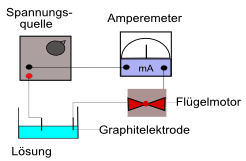 Spannungs-
quelle
Amperemeter
mA
Flügelmotor
Graphitelektrode
Lösung